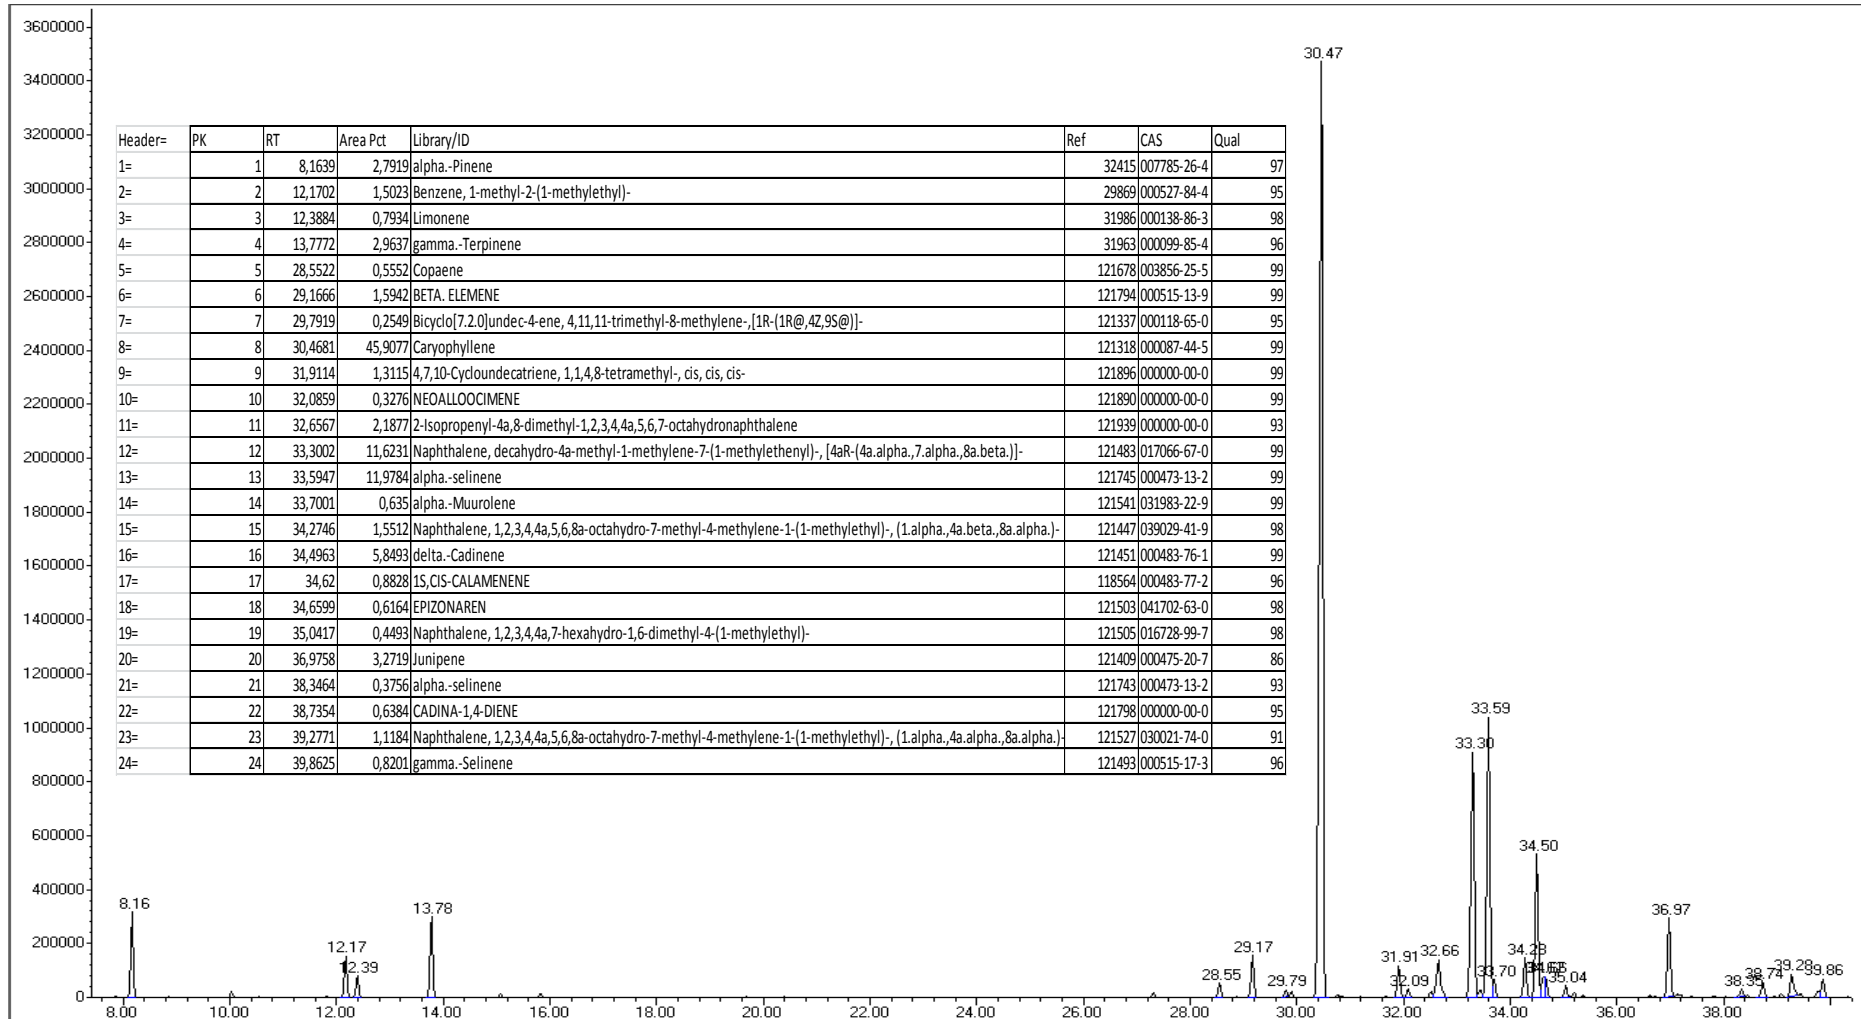 3600000
3400000
3200000
3000000
2800000
2600000
2400000
2200000
2000000
1800000
1600000
1400000
1200000
1000000
800000
600000
400000
200000
0
Header= PK RT Area Pct Library/ID Ref CAS Qual
1= 1 8,1639 2,7919 alpha.-Pinene 32415 007785-26-4 97
2= 2 12,1702 1,5023 Benzene, 1-methyl-2-(1-methylethyl)- 29869 000527-84-4 95
3= 3 12,3884 0,7934 Limonene 31986 000138-86-3 98
4= 4 13,7772 2,9637 gamma.-Terpinene 31963 000099-85-4 96
5= 5 28,5522 0,5552 Copaene 121678 003856-25-5 99
6= 6 29,1666 1,5942 BETA. ELEMENE 121794 000515-13-9 99
7= 7 29,7919 0,2549 Bicyclo[7.2.0]undec-4-ene, 4,11,11-trimethyl-8-methylene-,[1R-(1R@,4Z,9S@)]- 121337 000118-65-0 95
8= 8 30,4681 45,9077 Caryophyllene 121318 000087-44-5 99
9= 9 31,9114 1,3115 4,7,10-Cycloundecatriene, 1,1,4,8-tetramethyl-, cis, cis, cis- 121896 000000-00-0 99
10= 10 32,0859 0,3276 NEOALLOOCIMENE 121890 000000-00-0 99
11= 11 32,6567 2,1877 2-Isopropenyl-4a,8-dimethyl-1,2,3,4,4a,5,6,7-octahydronaphthalene 121939 000000-00-0 93
12= 12 33,3002 11,6231 Naphthalene, decahydro-4a-methyl-1-methylene-7-(1-methylethenyl)-, [4aR-(4a.alpha.,7.alpha.,8a.beta.)]- 121483 017066-67-0 99
13= 13 33,5947 11,9784 alpha.-selinene 121745 000473-13-2 99
14= 14 33,7001 0,635 alpha.-Muurolene 121541 031983-22-9 99
15= 15 34,2746 1,5512 Naphthalene, 1,2,3,4,4a,5,6,8a-octahydro-7-methyl-4-methylene-1-(1-methylethyl)-, (1.alpha.,4a.beta.,8a.alpha.)- 121447 039029-41-9 98
16= 16 34,4963 5,8493 delta.-Cadinene 121451 000483-76-1 99
17= 17 34,62 0,8828 1S,CIS-CALAMENENE 118564 000483-77-2 96
18= 18 34,6599 0,6164 EPIZONAREN 121503 041702-63-0 98
19= 19 35,0417 0,4493 Naphthalene, 1,2,3,4,4a,7-hexahydro-1,6-dimethyl-4-(1-methylethyl)- 121505 016728-99-7 98
20= 20 36,9758 3,2719 Junipene 121409 000475-20-7 86
21= 21 38,3464 0,3756 alpha.-selinene 121743 000473-13-2 93
22= 22 38,7354 0,6384 CADINA-1,4-DIENE 121798 000000-00-0 95
23= 23 39,2771 1,1184 Naphthalene, 1,2,3,4,4a,5,6,8a-octahydro-7-methyl-4-methylene-1-(1-methylethyl)-, (1.alpha.,4a.alpha.,8a.alpha.)- 121527 030021-74-0 91
24= 24 39,8625 0,8201 gamma.-Selinene 121493 000515-17-3 96
8.16
12.17
12.39
13.78
28.55
29.17
29.79
30.47
31.91
32.09
32.66
33.30
33.59
33.70
34.28
34.50
35.04
36.97
38.35
38.74
39.28
39.86
8.00 10.00 12.00 14.00 16.00 18.00 20.00 22.00 24.00 26.00 28.00 30.00 32.00 34.00 36.00 38.00